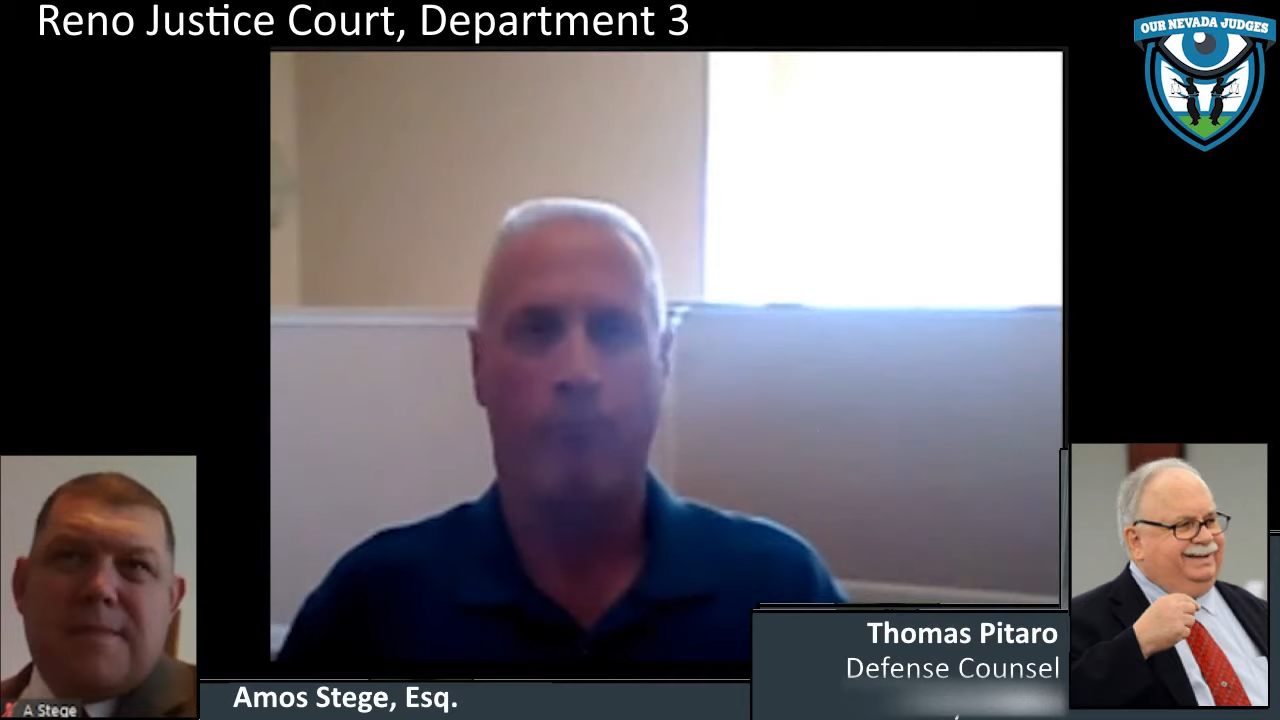 Reno Justice Court, Department 3
OUR NEVADA JUDGES
Thomas Pitaro
Defense Counsel
Amos Stege, Esq.
A Stege